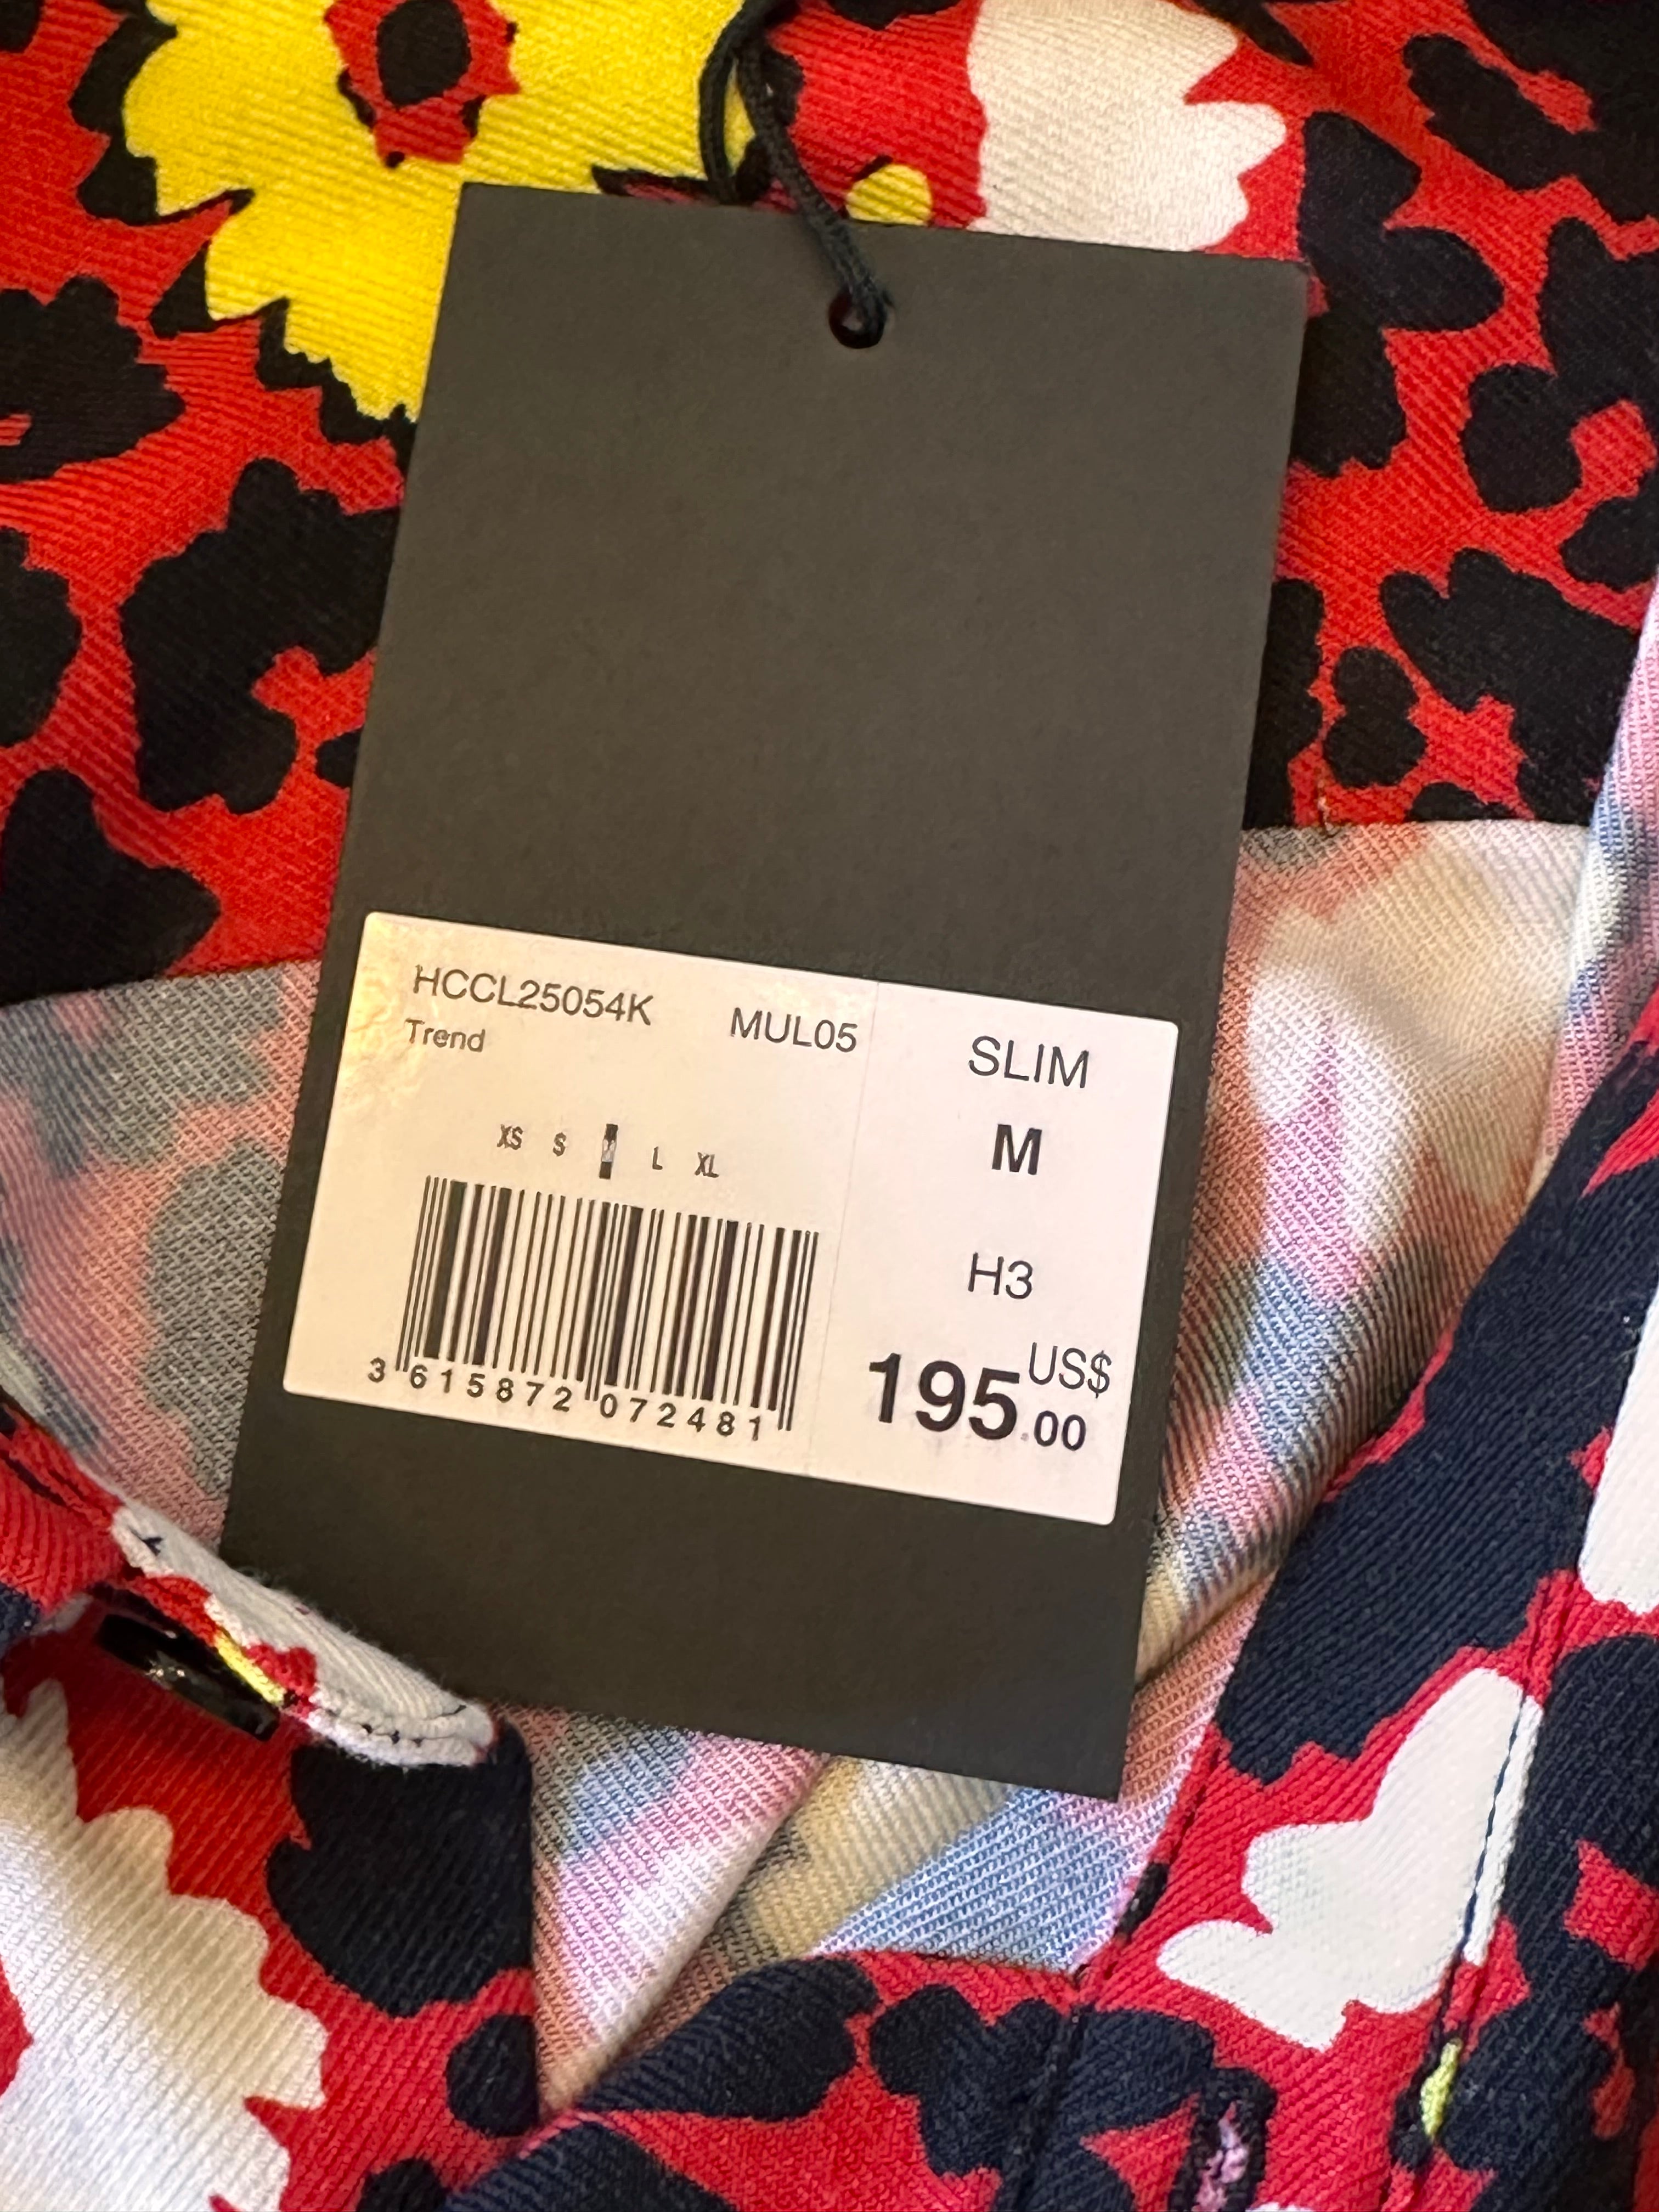 HCCL25054K MUL05
Trend
XS S M L XL
3 615872 072481
SLIM
M
H3
195.00 US$